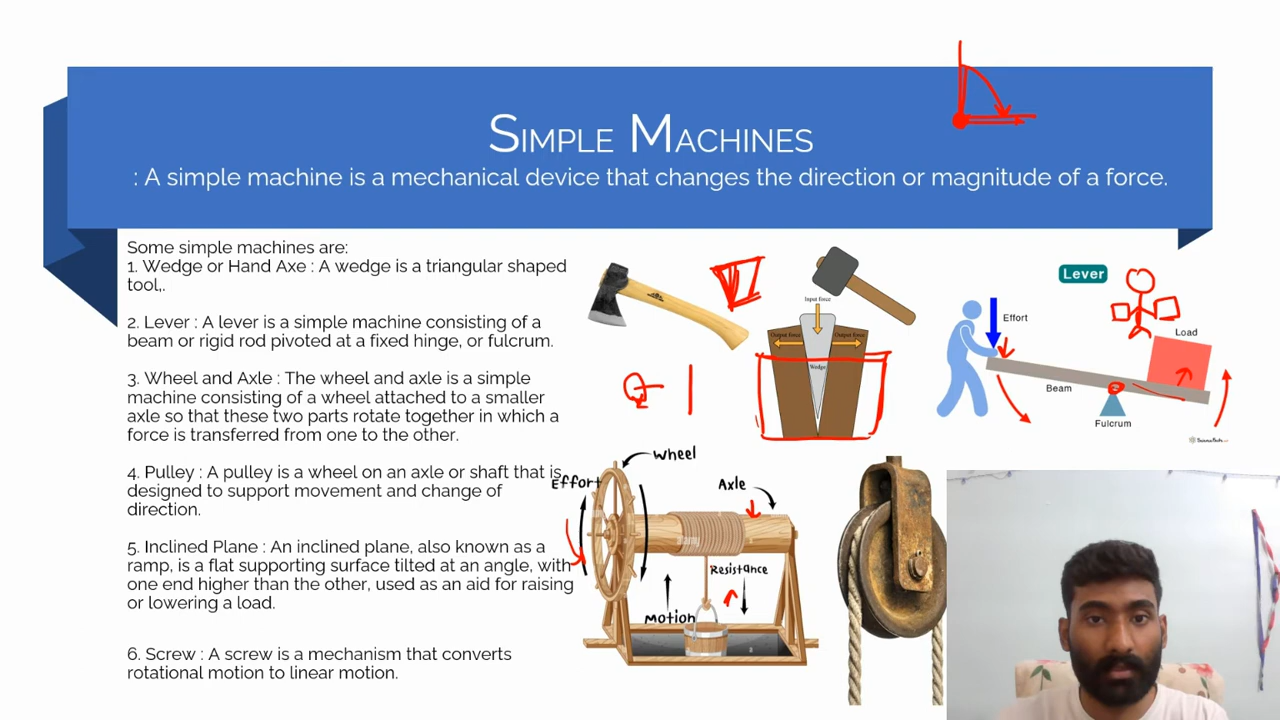 SIMPLE MACHINES
: A simple machine is a mechanical device that changes the direction or magnitude of a force.
Some simple machines are:
1. Wedge or Hand Axe : A wedge is a triangular shaped
tool,.
2. Lever : A lever is a simple machine consisting of a
beam or rigid rod pivoted at a fixed hinge, or fulcrum.
3. Wheel and Axle : The wheel and axle is a simple
machine consisting of a wheel attached to a smaller
axle so that these two parts rotate together in which a
force is transferred from one to the other.
4. Pulley : A pulley is a wheel on an axle or shaft that is
designed to support movement and change of
direction.
5. Inclined Plane : An inclined plane, also known as a
ramp, is a flat supporting surface tilted at an angle, with
one end higher than the other, used as an aid for raising
or lowering a load.
6. Screw : A screw is a mechanism that converts
rotational motion to linear motion.
Input force
Output force
Output force
Wedge
Lever
Effort
Load
Beam
Fulcrum
Wheel
Effort
Axle
Resistance
Motion